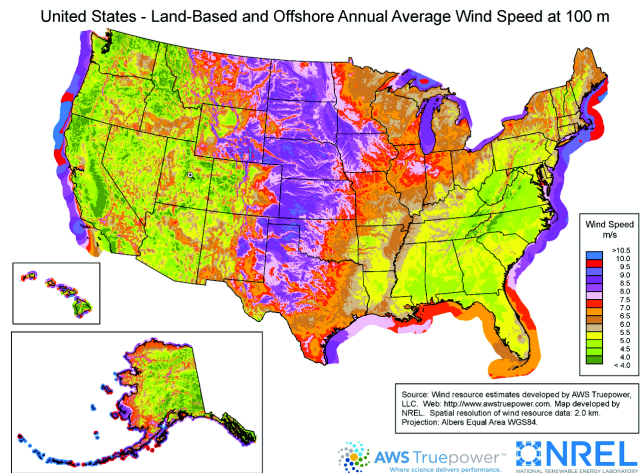 United States - Land-Based and Offshore Annual Average Wind Speed at 100 m
Wind Speed
m/s
>10.5
10.5
10.0
9.5
9.0
8.5
8.0
7.5
7.0
6.5
6.0
5.5
5.0
4.5
4.0
< 4.0
Source: Wind resource estimates developed by AWS Truepower,
LLC. Web: http://www.awstruepower.com. Map developed by
NREL. Spatial resolution of wind resource data: 2.0 km.
Projection: Albers Equal Area WGS84.
AWS Truepower™
Where science delivers performance.
NREL
NATIONAL RENEWABLE ENERGY LABORATORY